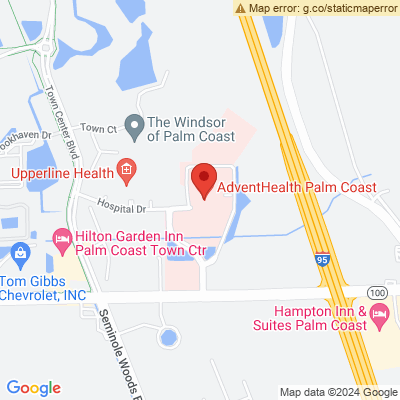 Map error: g.co/staticmaperror
Town Center Blvd
Town Ct
okhaven Dr
The Windsor
of Palm Coast
Upperline Health
AdventHealth Palm Coast
Hospital Dr
Hilton Garden Inn
Palm Coast Town Ctr
95
Tom Gibbs
Chevrolet, INC
100
Seminole Woods B
Hampton Inn &
Suites Palm Coast
Google
Map data ©2024 Google